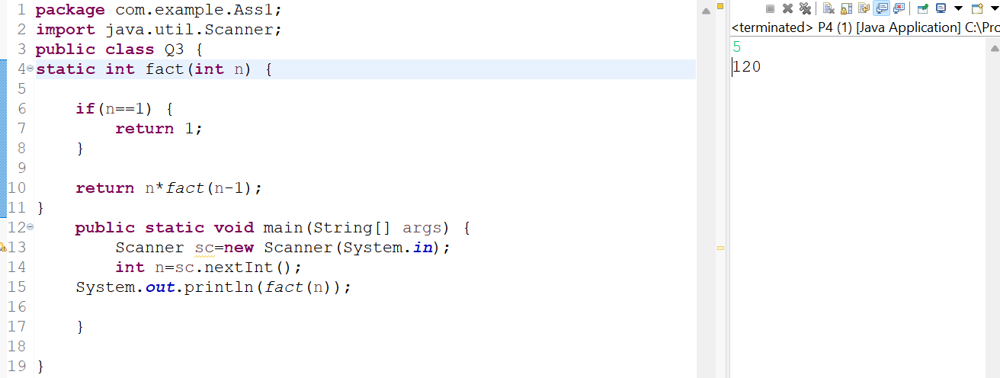 1 package com.example.Ass1;
2 import java.util.Scanner;
3 public class Q3 {
4 static int fact(int n) {
5
6 if(n==1) {
7 return 1;
8 }
9
10 return n*fact(n-1);
11 }
12 public static void main(String[] args) {
13 Scanner sc=new Scanner(System.in);
14 int n=sc.nextInt();
15 System.out.println(fact(n));
16
17 }
18
19 }
<terminated> P4 (1) [Java Application] C:\Pro
5
120